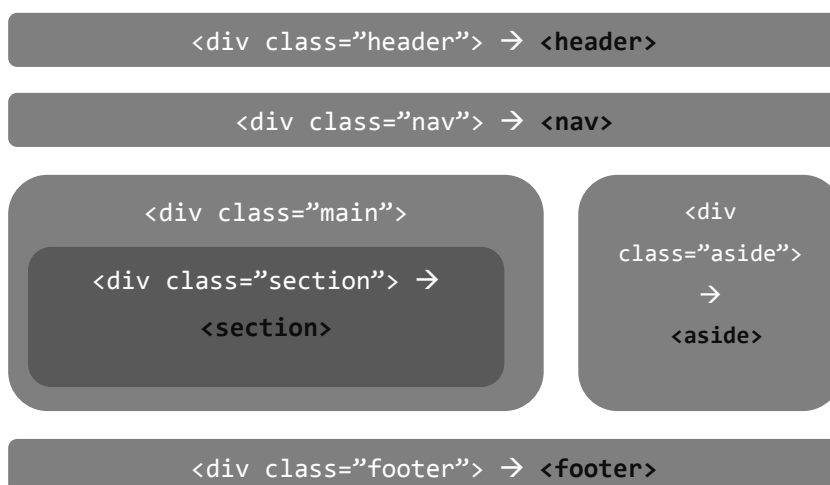 <div class=”header”> → <header>
<div class=”nav”> → <nav>
<div class=”main”>
<div class=”section”> →
<section>
<div
class=”aside”>
→
<aside>
<div class=”footer”> → <footer>